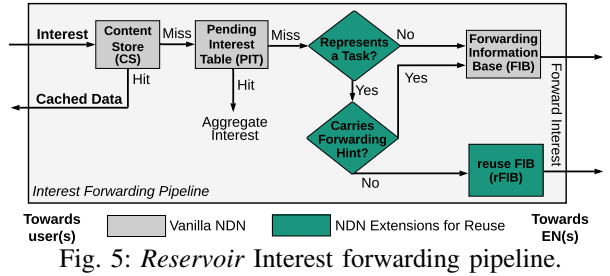 Interest
Content
Store
(CS)
Miss
Pending
Interest
Table (PIT)
Miss
Represents
a Task?
No
Forwarding
Information
Base (FIB)
Hit
Cached Data
Hit
Aggregate
Interest
Yes
Yes
Carries
Forwarding
Hint?
No
reuse FIB
(rFIB)
Forward Interest
Interest Forwarding Pipeline
Towards
user(s)
Vanilla NDN
NDN Extensions for Reuse
Towards
EN(s)
Fig. 5: Reservoir Interest forwarding pipeline.